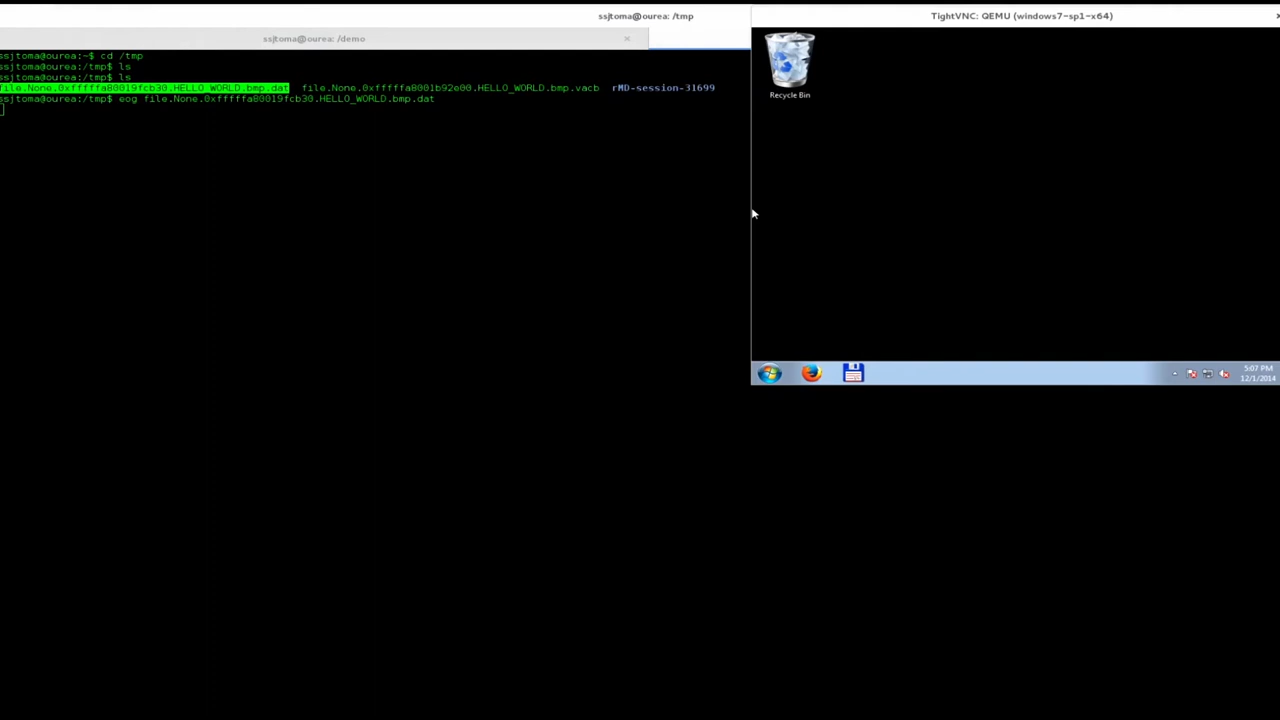 ssjtoma@ourea: /tmp
TightVNC: QEMU (windows7-sp1-x64)
ssjtoma@ourea: /demo
ssjtoma@ourea:~$ cd /tmp
ssjtoma@ourea:/tmp$ ls
ssjtoma@ourea:/tmp$ ls
file.None.0xfffffa80019fcb30.HELLO_WORLD.bmp.dat file.None.0xfffffa8001b92e00.HELLO_WORLD.bmp.vacb rMD-session-31699
ssjtoma@ourea:/tmp$ eog file.None.0xfffffa80019fcb30.HELLO_WORLD.bmp.dat
Recycle Bin
5:07 PM
12/1/2014